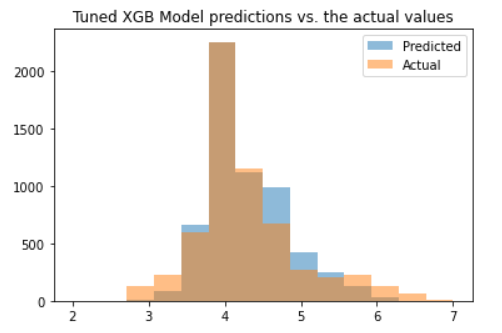 Tuned XGB Model predictions vs. the actual values
Predicted
Actual
2000
1500
1000
500
0
2 3 4 5 6 7